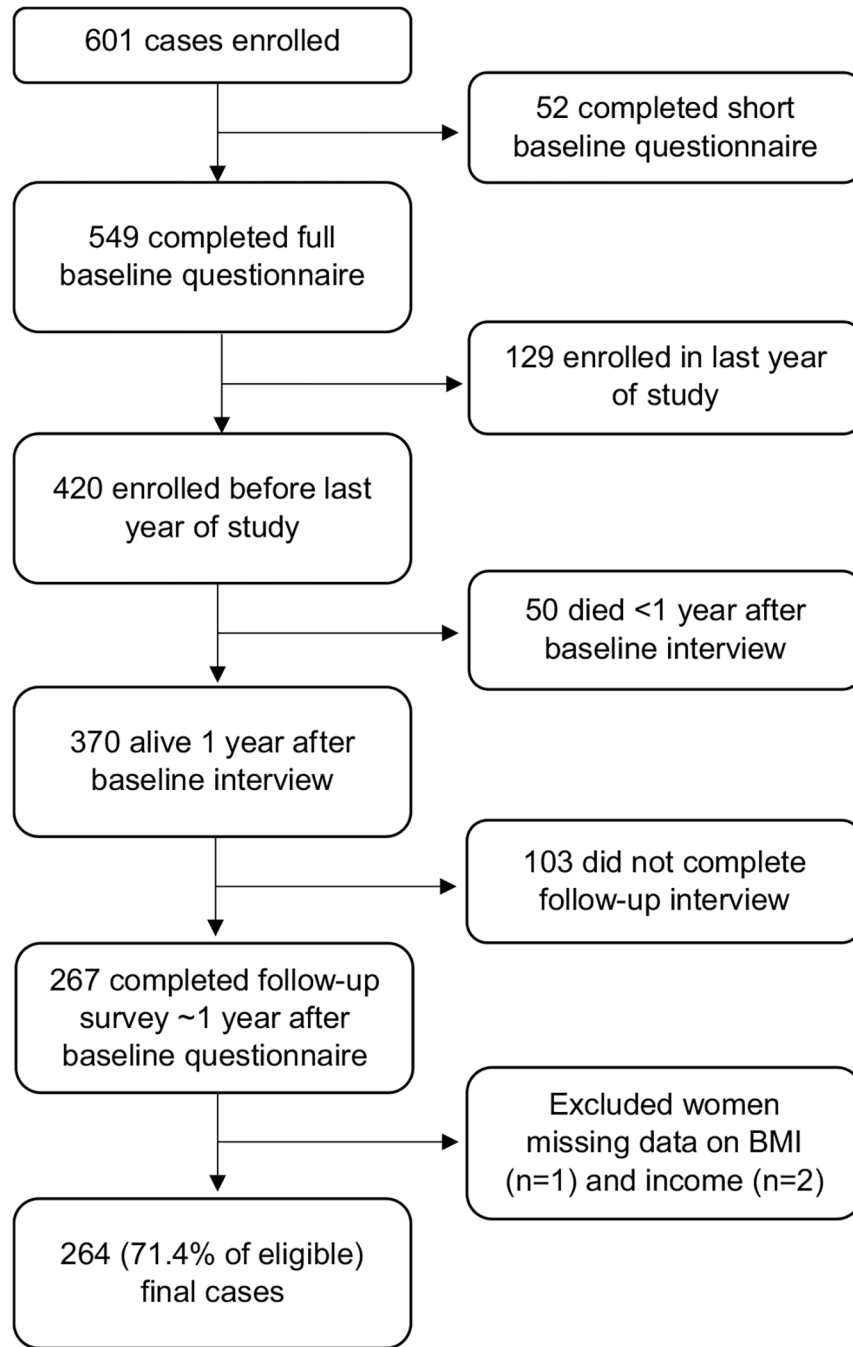 601 cases enrolled
52 completed short
baseline questionnaire
549 completed full
baseline questionnaire
129 enrolled in last year
of study
420 enrolled before last
year of study
50 died <1 year after
baseline interview
370 alive 1 year after
baseline interview
103 did not complete
follow-up interview
267 completed follow-up
survey ~1 year after
baseline questionnaire
Excluded women
missing data on BMI
(n=1) and income (n=2)
264 (71.4% of eligible)
final cases